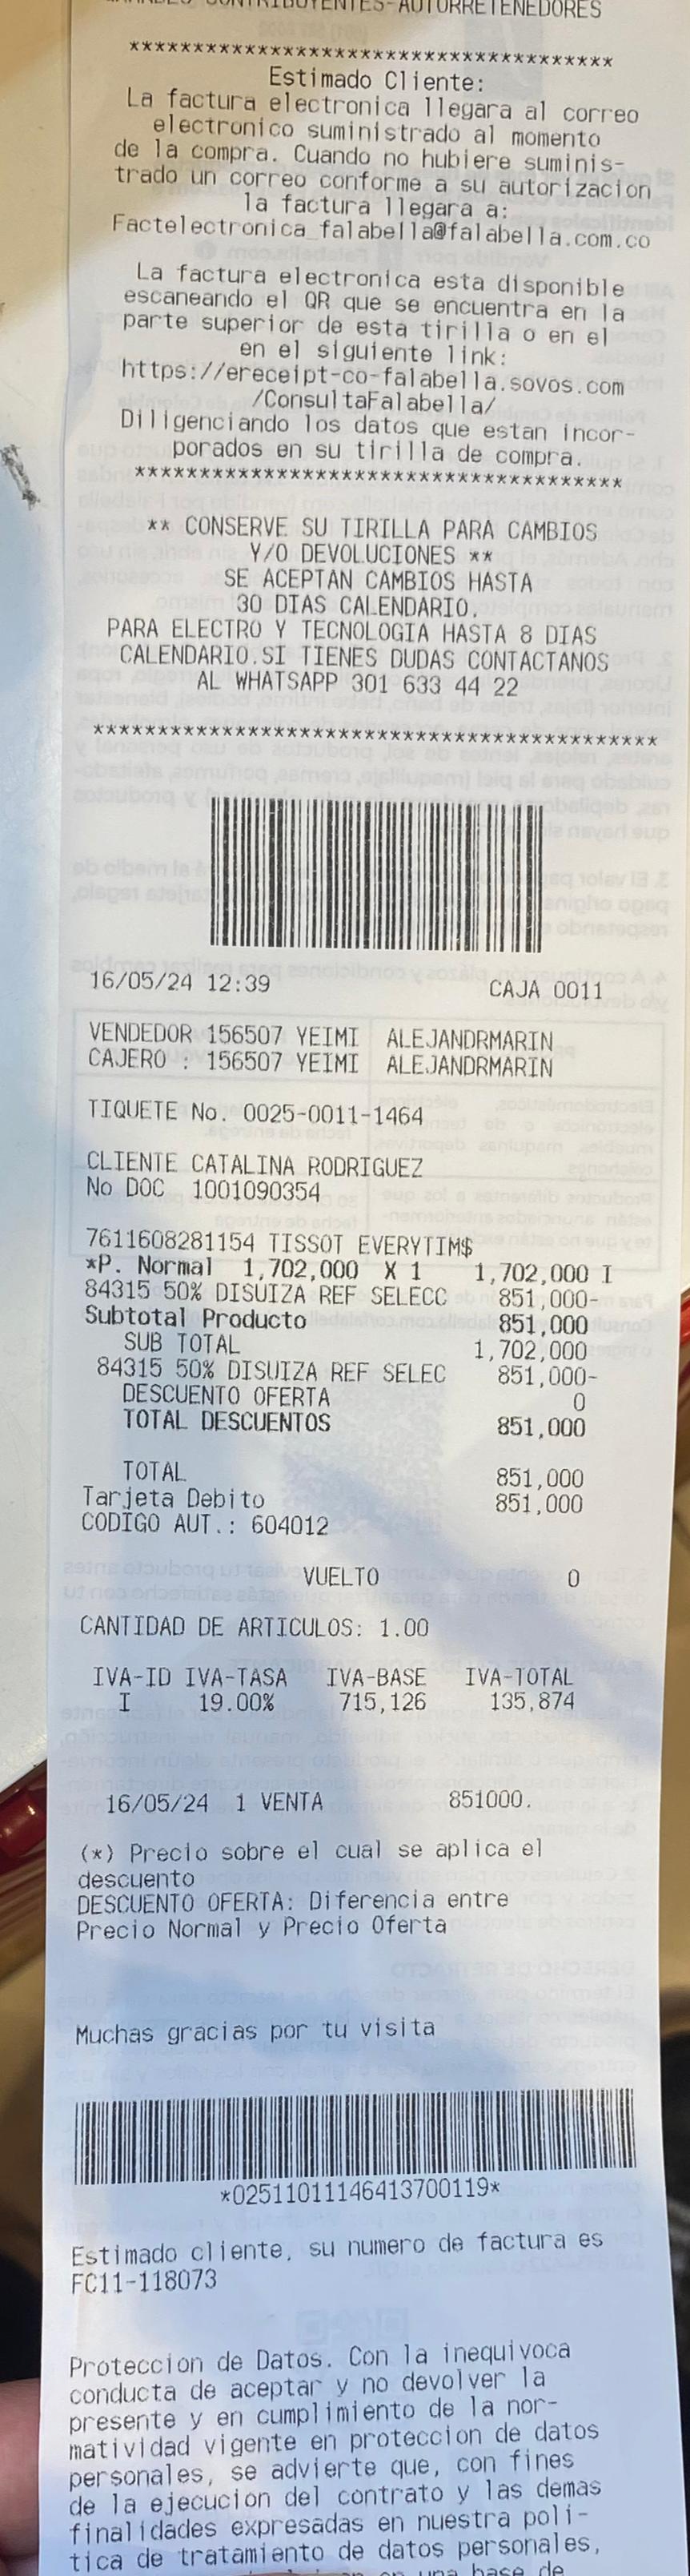 CONTRIBUYENTES-AUTORRETENEDORES
**************************************
Estimado Cliente:
La factura electronica llegara al correo
electronico suministrado al momento
de la compra. Cuando no hubiere suminis-
trado un correo conforme a su autorizacion
la factura llegara a:
Factelectronica_falabella@falabella.com.co
La factura electronica esta disponible
escaneando el QR que se encuentra en la
parte superior de esta tirilla o en el
en el siguiente link:
https://ereceipt-co-falabella.sovos.com
/ConsultaFalabella/
Diligenciando los datos que estan incor-
porados en su tirilla de compra.
**************************************
** CONSERVE SU TIRILLA PARA CAMBIOS
Y/O DEVOLUCIONES **
SE ACEPTAN CAMBIOS HASTA
30 DIAS CALENDARIO.
PARA ELECTRO Y TECNOLOGIA HASTA 8 DIAS
CALENDARIO.SI TIENES DUDAS CONTACTANOS
AL WHATSAPP 301 633 44 22
********************************************
16/05/24 12:39 CAJA 0011
VENDEDOR 156507 YEIMI ALEJANDRMARIN
CAJERO : 156507 YEIMI ALEJANDRMARIN
TIQUETE No. 0025-0011-1464
CLIENTE CATALINA RODRIGUEZ
No DOC 1001090354
7611608281154 TISSOT EVERYTIM$
*P. Normal 1,702,000 X 1 1,702,000 I
84315 50% DISUIZA REF SELECC 851,000-
Subtotal Producto 851,000
SUB TOTAL 1,702,000
84315 50% DISUIZA REF SELEC 851,000-
DESCUENTO OFERTA 0
TOTAL DESCUENTOS 851,000
TOTAL 851,000
Tarjeta Debito 851,000
CODIGO AUT.: 604012
VUELTO 0
CANTIDAD DE ARTICULOS: 1.00
IVA-ID IVA-TASA IVA-BASE IVA-TOTAL
I 19.00% 715,126 135,874
16/05/24 1 VENTA 851000.
(*) Precio sobre el cual se aplica el
descuento
DESCUENTO OFERTA: Diferencia entre
Precio Normal y Precio Oferta
Muchas gracias por tu visita
*02511011146413700119*
Estimado cliente, su numero de factura es
FC11-118073
Proteccion de Datos. Con la inequivoca
conducta de aceptar y no devolver la
presente y en cumplimiento de la nor-
matividad vigente en proteccion de datos
personales, se advierte que, con fines
de la ejecucion del contrato y las demas
finalidades expresadas en nuestra poli-
tica de tratamiento de datos personales,
en una base de